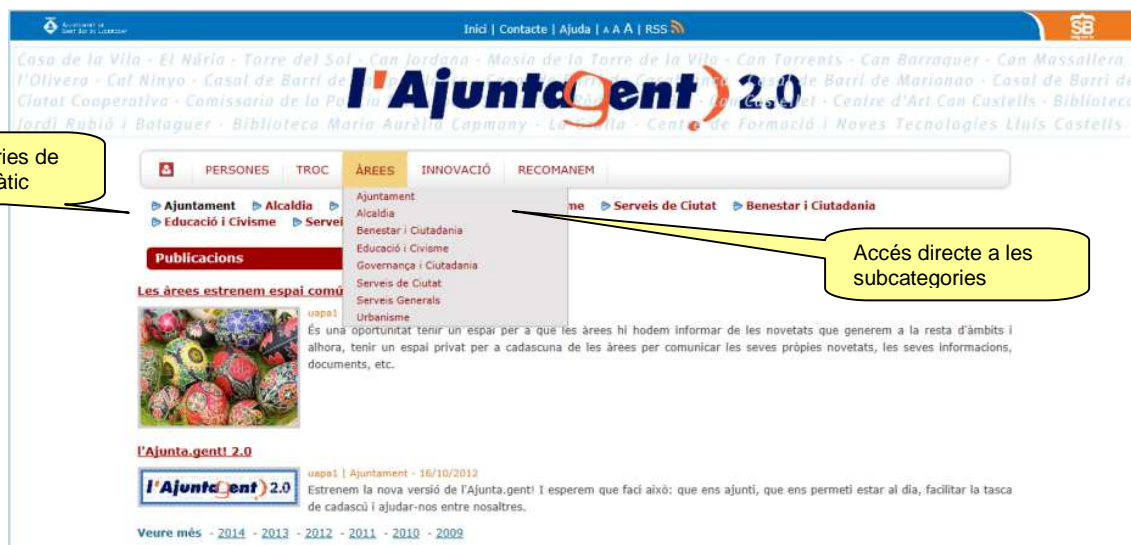 Ajuntament de
Sant Boi de Llobregat
Inici | Contacte | Ajuda | A A A | RSS
SB
Casa de la Vila - El Núria - Torre del Sol - Can Jordana - Masia de la Torre de la Vila - Can Torrents - Can Barraquer - Can Massallera
l'Olivera - Cal Ninyo - Casal de Barri de Barri de Marianao - Casal de Barri de
Ciutat Cooperativa - Comissaria de la Centre d'Art Can Castells - Biblioteca
Jordi Rubió i Balaguer - Biblioteca Maria Aurèlia Capmany - La Centre de Formació i Noves Tecnologies Lluís Castells
l'Ajuntagent) 2.0
ries de
àtic
PERSONES TROC ÀREES INNOVACIÓ RECOMANEM
Ajuntament Alcaldia me Serveis de Ciutat Benestar i Ciutadania
Educació i Civisme Servei
Ajuntament
Alcaldia
Benestar i Ciutadania
Educació i Civisme
Governança i Ciutadania
Serveis de Ciutat
Serveis Generals
Urbanisme
Accés directe a les
subcategories
Publicacions
Les àrees estrenem espai comú
uapa1
És una oportunitat tenir un espai per a que les àrees hi hodem informar de les novetats que generem a la resta d'àmbits i
alhora, tenir un espai privat per a cadascuna de les àrees per comunicar les seves pròpies novetats, les seves informacions,
documents, etc.
l'Ajunta.gent! 2.0
l'Ajuntagent) 2.0
uapa1 | Ajuntament - 16/10/2012
Estrenem la nova versió de l'Ajunta.gent! I esperem que faci això: que ens ajunti, que ens permeti estar al dia, facilitar la tasca
de cadascú i ajudar-nos entre nosaltres.
Veure més - 2014 - 2013 - 2012 - 2011 - 2010 - 2009